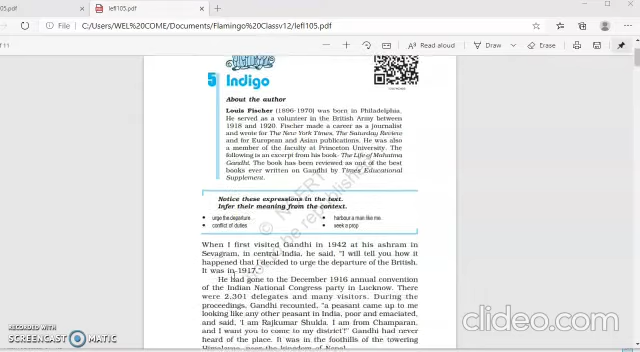 05.pdf
lefl105.pdf
File | C:/Users/WEL%20COME/Documents/Flamingo%20Classv12/lefl105.pdf
of 11
Read aloud
Draw
Erase
5 Indigo
About the author
Louis Fischer (1896-1970) was born in Philadelphia.
He served as a volunteer in the British Army between
1918 and 1920. Fischer made a career as a journalist
and wrote for The New York Times, The Saturday Review
and for European and Asian publications. He was also
a member of the faculty at Princeton University. The
following is an excerpt from his book- The Life of Mahatma
Gandhi. The book has been reviewed as one of the best
books ever written on Gandhi by Times Educational
Supplement.
Notice these expressions in the text.
Infer their meaning from the context.
• urge the departure
• harbour a man like me
• conflict of duties
• seek a prop
When I first visited Gandhi in 1942 at his ashram in
Sevagram, in central India, he said, "I will tell you how it
happened that I decided to urge the departure of the British.
It was in 1917."
He had gone to the December 1916 annual convention
of the Indian National Congress party in Lucknow. There
were 2,301 delegates and many visitors. During the
proceedings, Gandhi recounted, "a peasant came up to me
looking like any other peasant in India, poor and emaciated,
and said, 'I am Rajkumar Shukla. I am from Champaran,
and I want you to come to my district!'' Gandhi had never
heard of the place. It was in the foothills of the towering
Himalayas, near the kingdom of Nepal.
© NCERT
be republished
RECORDED WITH
SCREENCAST MATIC
clideo.com